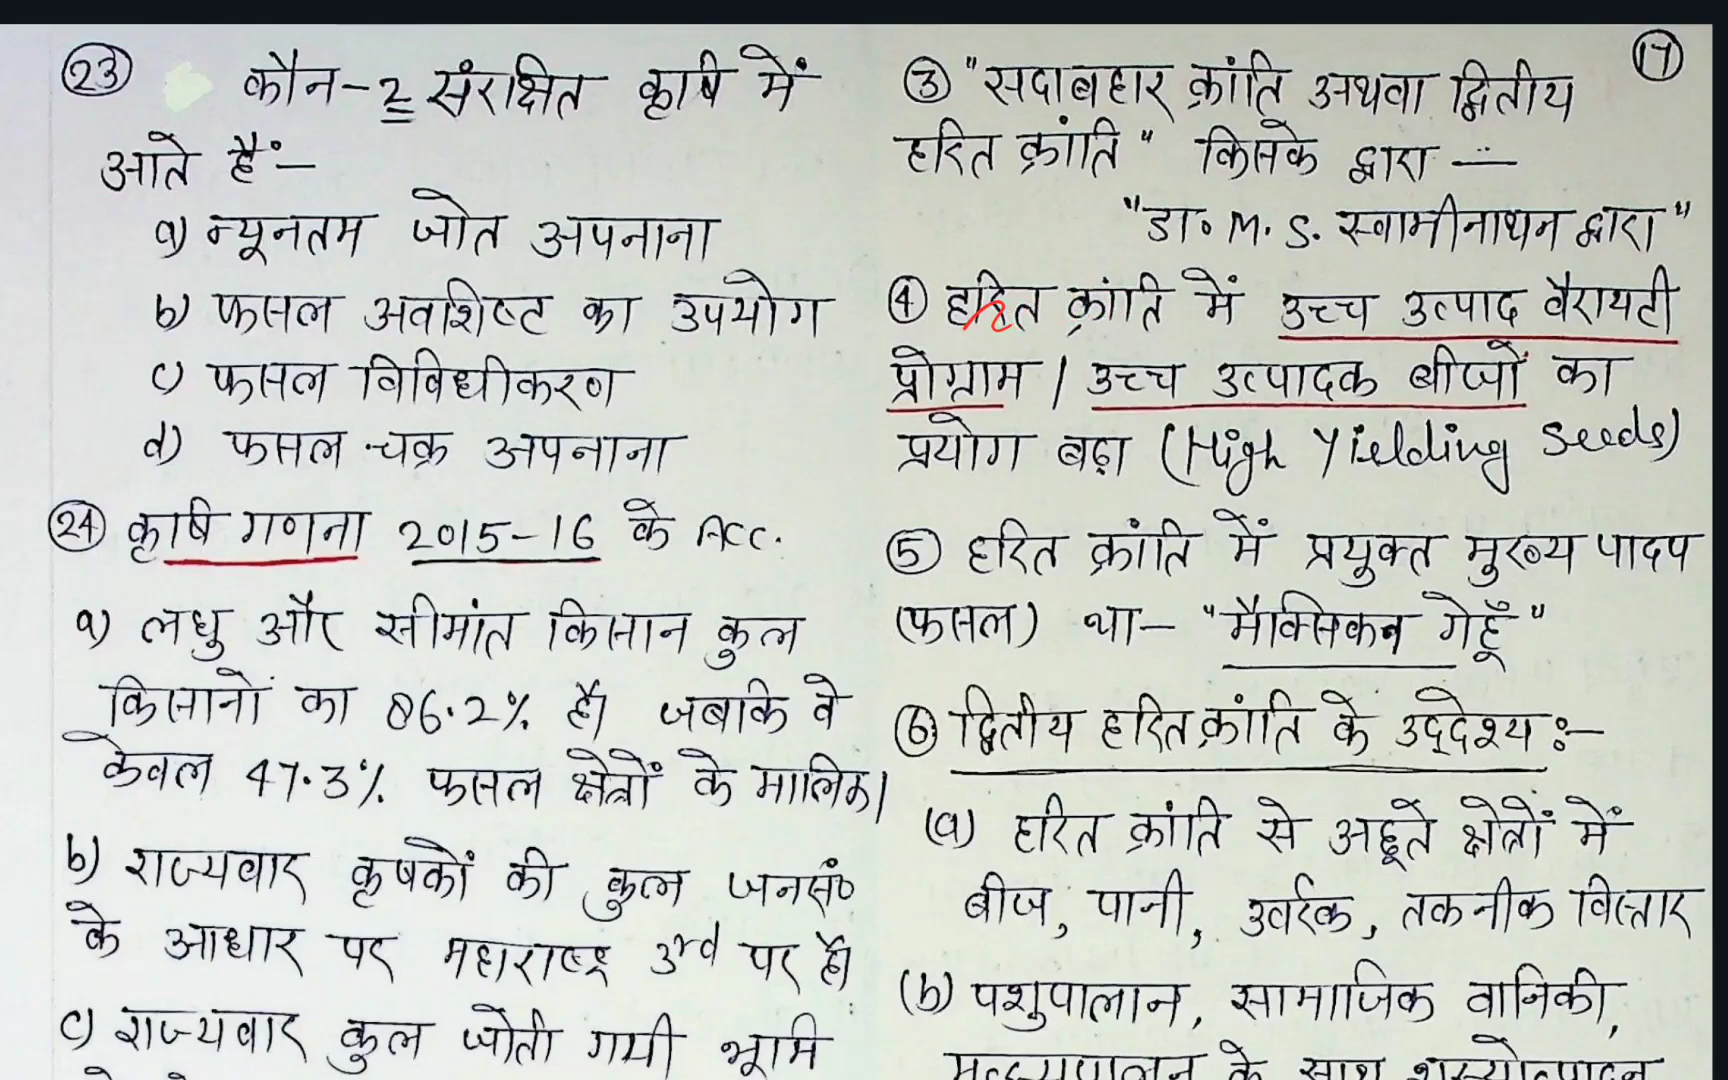 (23) कौन-2 संरक्षित कृषि में
आते हैं:-
a) न्यूनतम जोत अपनाना
b) फसल अवशिष्ट का उपयोग
c) फसल विविधीकरण
d) फसल चक्र अपनाना
(24) कृषि गणना 2015-16 के Acc.
a) लघु और सीमांत किसान कुल
किसानों का 86.2% है। जबकि वे
केवल 47.3% फसल क्षेत्रों के मालिक।
b) राज्यवार कृषकों की कुल जनसं०
के आधार पर महाराष्ट्र 3rd पर है।
c) राज्यवार कुल जोती गयी भूमि
(17)
(3) "सदाबहार क्रांति अथवा द्वितीय
हरित क्रांति" किसके द्वारा —
"डा० M. S. स्वामीनाथन द्वारा"
(4) हरित क्रांति में उच्च उत्पाद वैरायटी
प्रोग्राम / उच्च उत्पादक बीजों का
प्रयोग बढ़ा (High Yielding Seeds)
(5) हरित क्रांति में प्रयुक्त मुख्य पादप
(फसल) था- "मैक्सिकन गेहूँ"
(6) द्वितीय हरित क्रांति के उद्देश्य:-
(a) हरित क्रांति से अछूते क्षेत्रों में
बीज, पानी, उर्वरक, तकनीक विस्तार
(b) पशुपालान, सामाजिक वानिकी,
मत्स्यपालन के साथ शस्योत्पादन